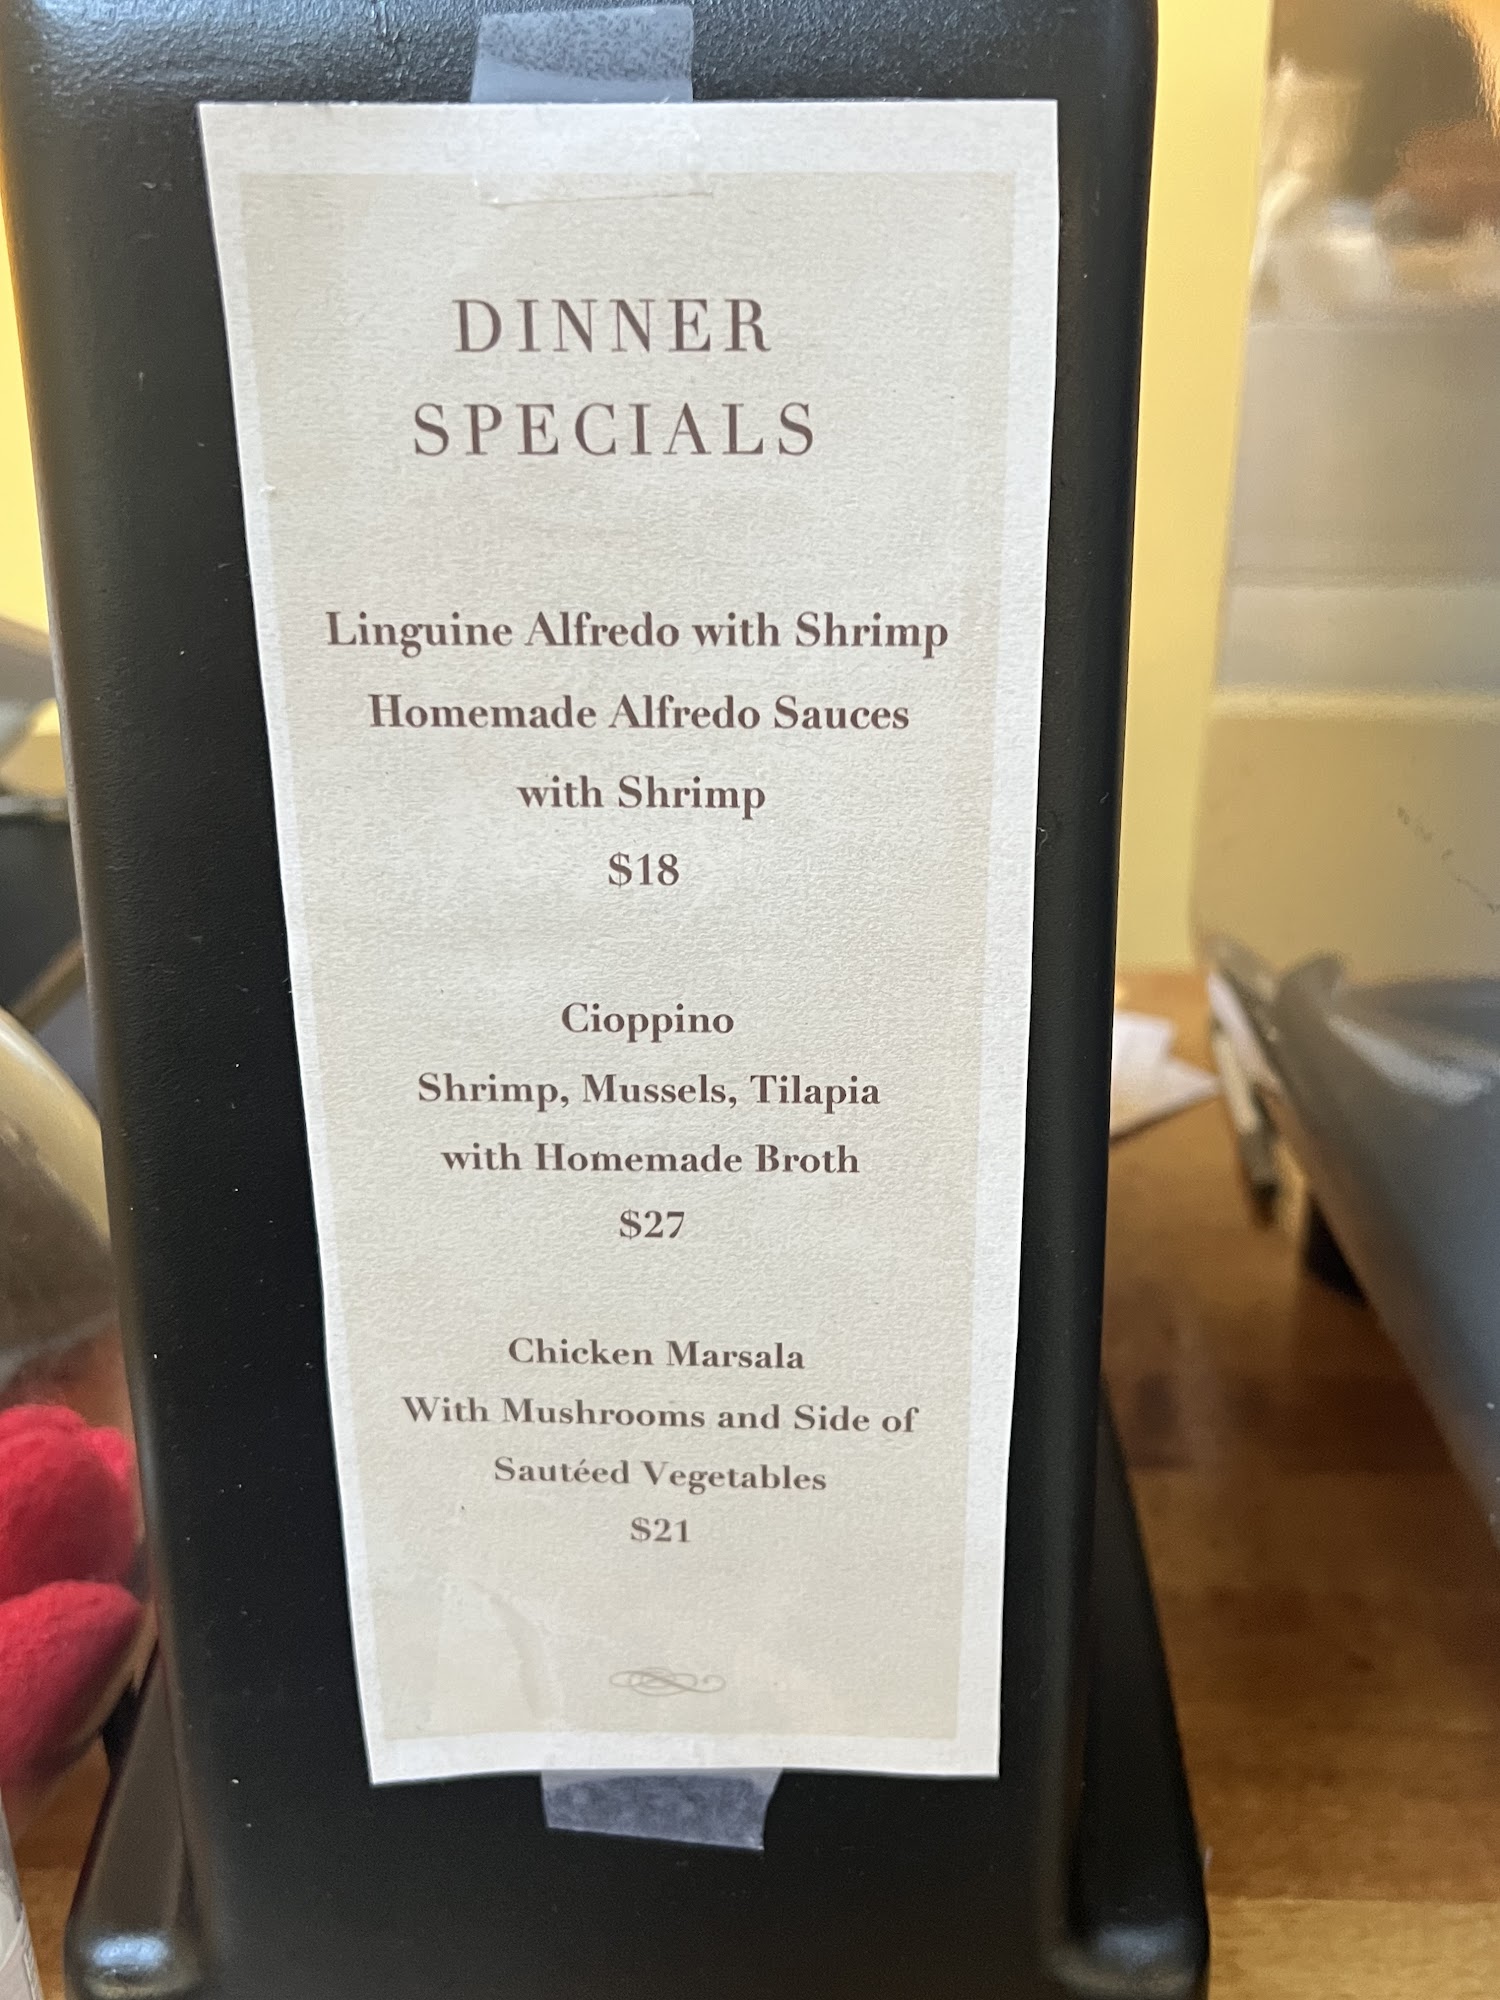 DINNER
SPECIALS
Linguine Alfredo with Shrimp
Homemade Alfredo Sauces
with Shrimp
$18
Cioppino
Shrimp, Mussels, Tilapia
with Homemade Broth
$27
Chicken Marsala
With Mushrooms and Side of
Sautéed Vegetables
$21